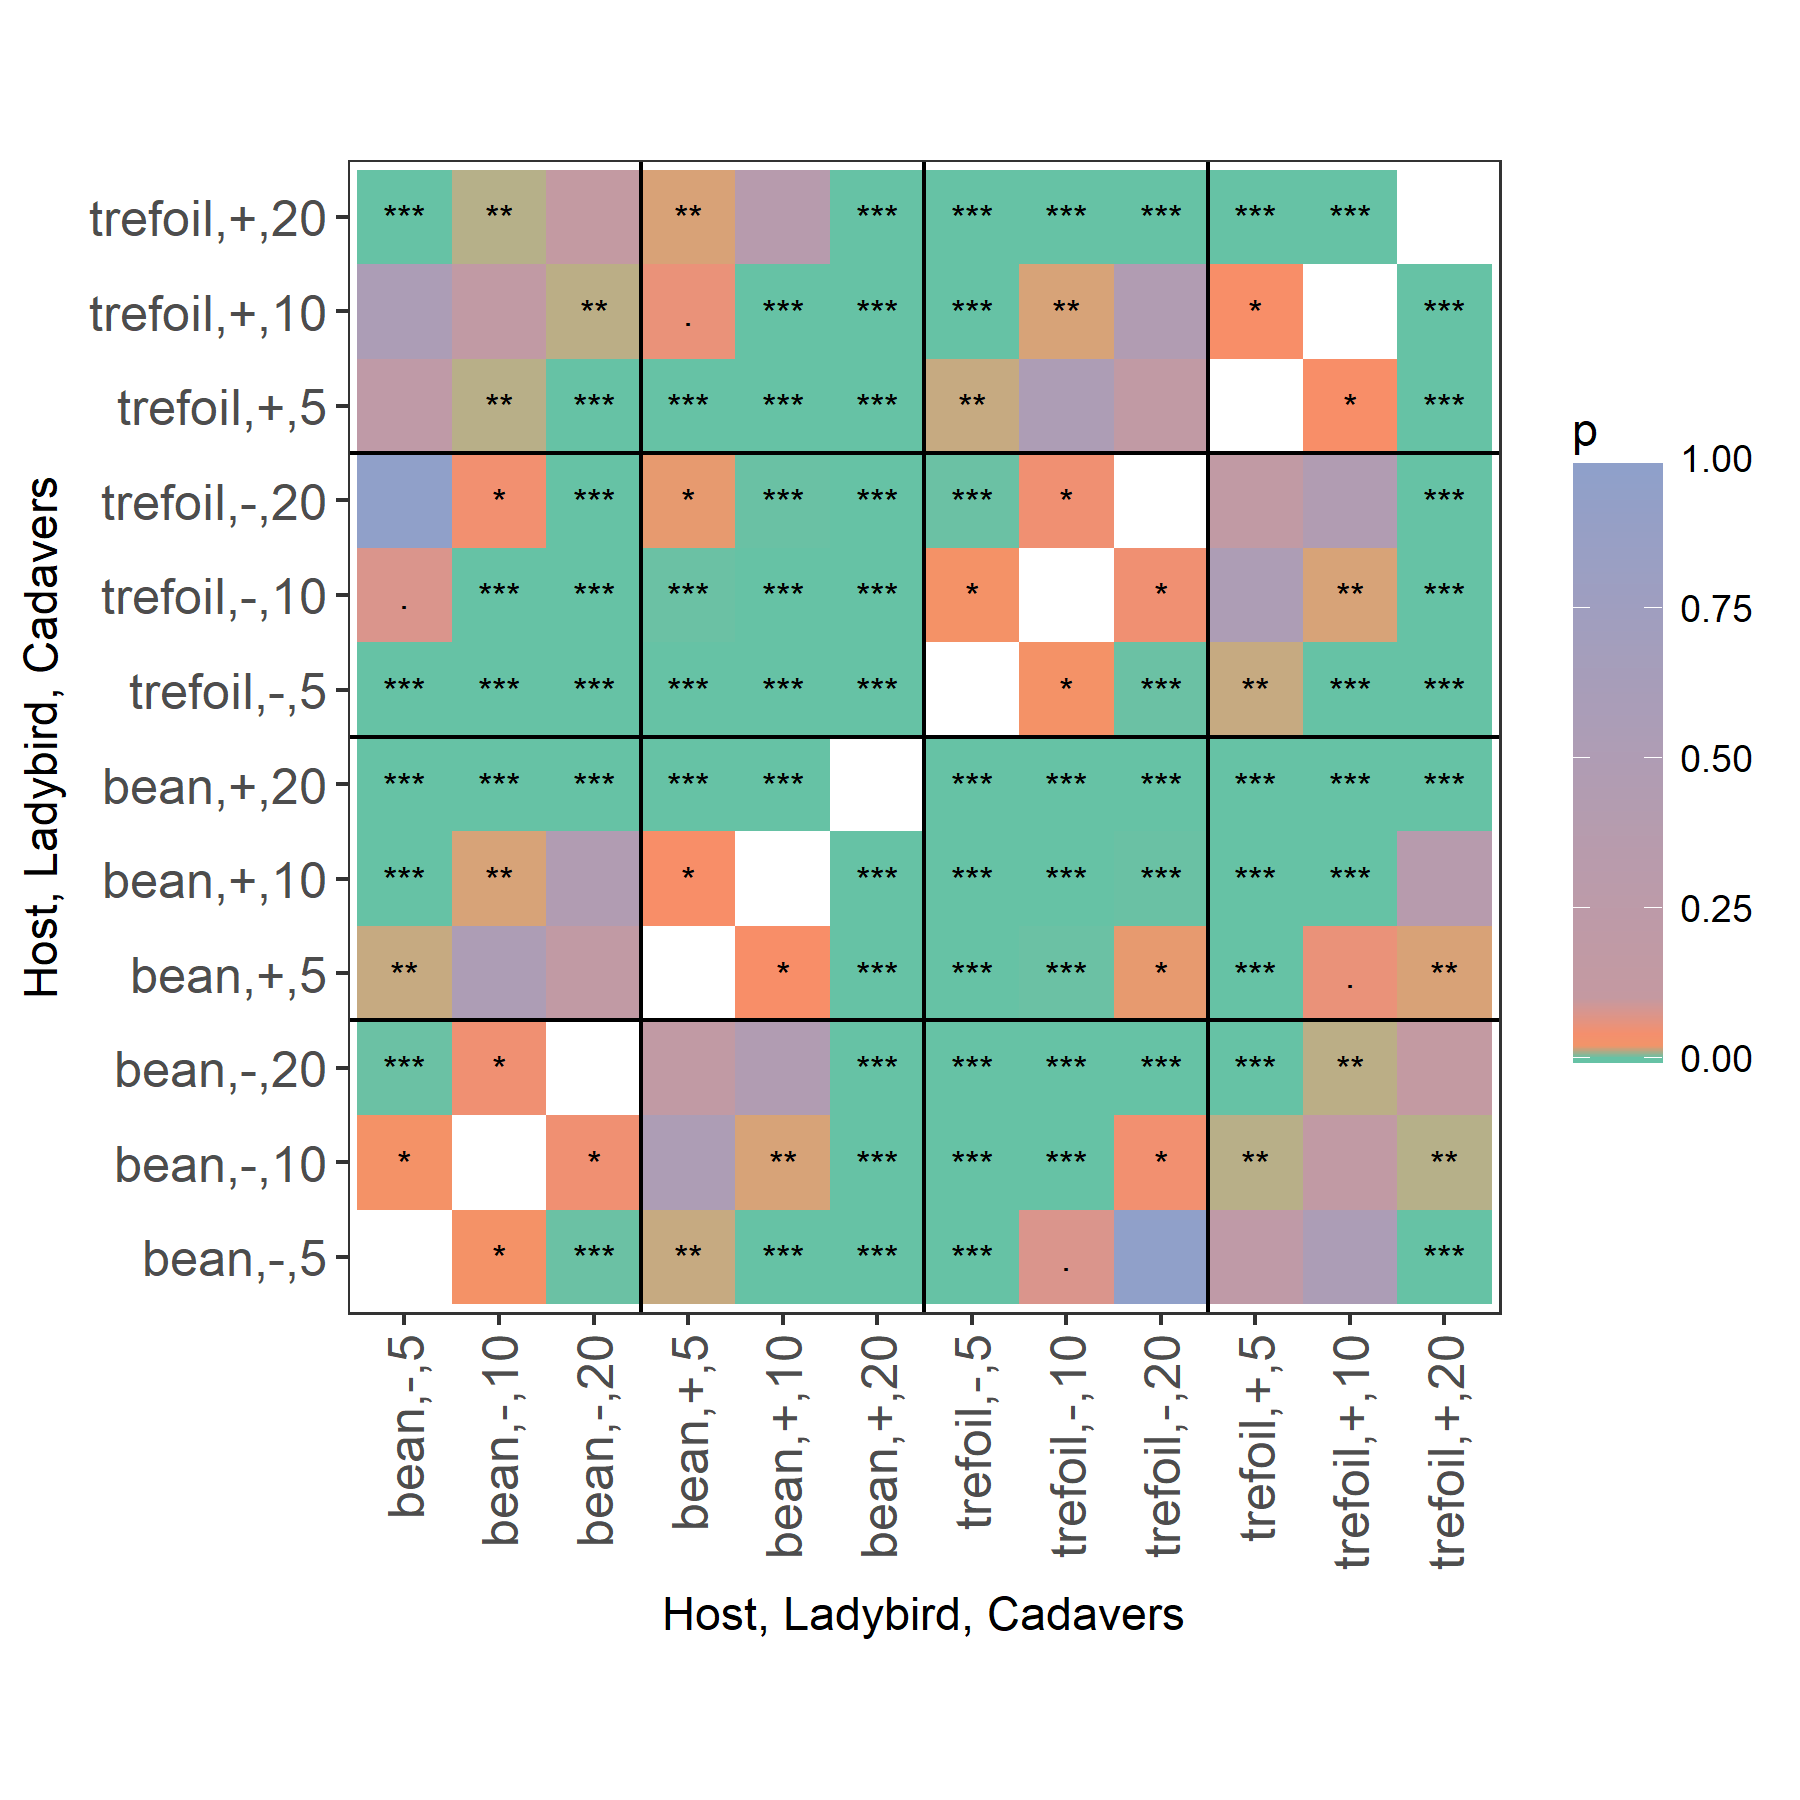 trefoil,+,20 *** ** ** *** *** *** *** *** ***
trefoil,+,10 ** . *** *** *** ** * ***
trefoil,+,5 ** *** *** *** *** ** * ***
trefoil,-,20 * *** * *** *** *** * ***
trefoil,-,10 . *** *** *** *** *** * * ** ***
trefoil,-,5 *** *** *** *** *** *** * *** ** *** ***
bean,+,20 *** *** *** *** *** *** *** *** *** *** ***
bean,+,10 *** ** * *** *** *** *** *** ***
bean,+,5 ** * *** *** *** * *** . **
bean,-,20 *** * *** *** *** *** *** **
bean,-,10 * * ** *** *** *** * ** **
bean,-,5 * *** ** *** *** *** . ***
bean,-,5
bean,-,10
bean,-,20
bean,+,5
bean,+,10
bean,+,20
trefoil,-,5
trefoil,-,10
trefoil,-,20
trefoil,+,5
trefoil,+,10
trefoil,+,20
Host, Ladybird, Cadavers
Host, Ladybird, Cadavers
p
1.00
0.75
0.50
0.25
0.00